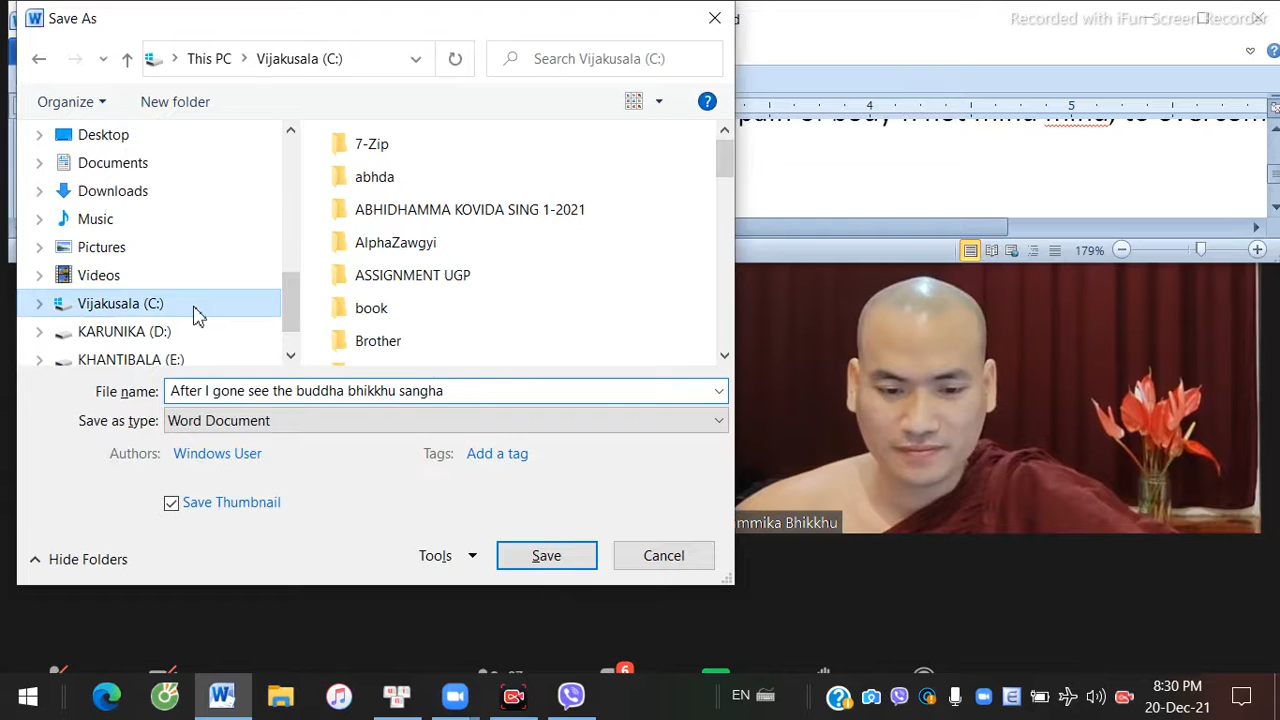 Save As
Recorded with iFun Screen Recorder
This PC
Vijakusala (C:)
Search Vijakusala (C:)
Organize
New folder
4
5
Desktop
Documents
Downloads
Music
Pictures
Videos
Vijakusala (C:)
KARUNIKA (D:)
KHANTIBALA (E:)
7-Zip
abhda
ABHIDHAMMA KOVIDA SING 1-2021
AlphaZawgyi
ASSIGNMENT UGP
book
Brother
179%
File name:
After I gone see the buddha bhikkhu sangha
Save as type:
Word Document
Authors:
Windows User
Tags:
Add a tag
Save Thumbnail
mmika Bhikkhu
Hide Folders
Tools
Save
Cancel
6
EN
8:30 PM
20-Dec-21